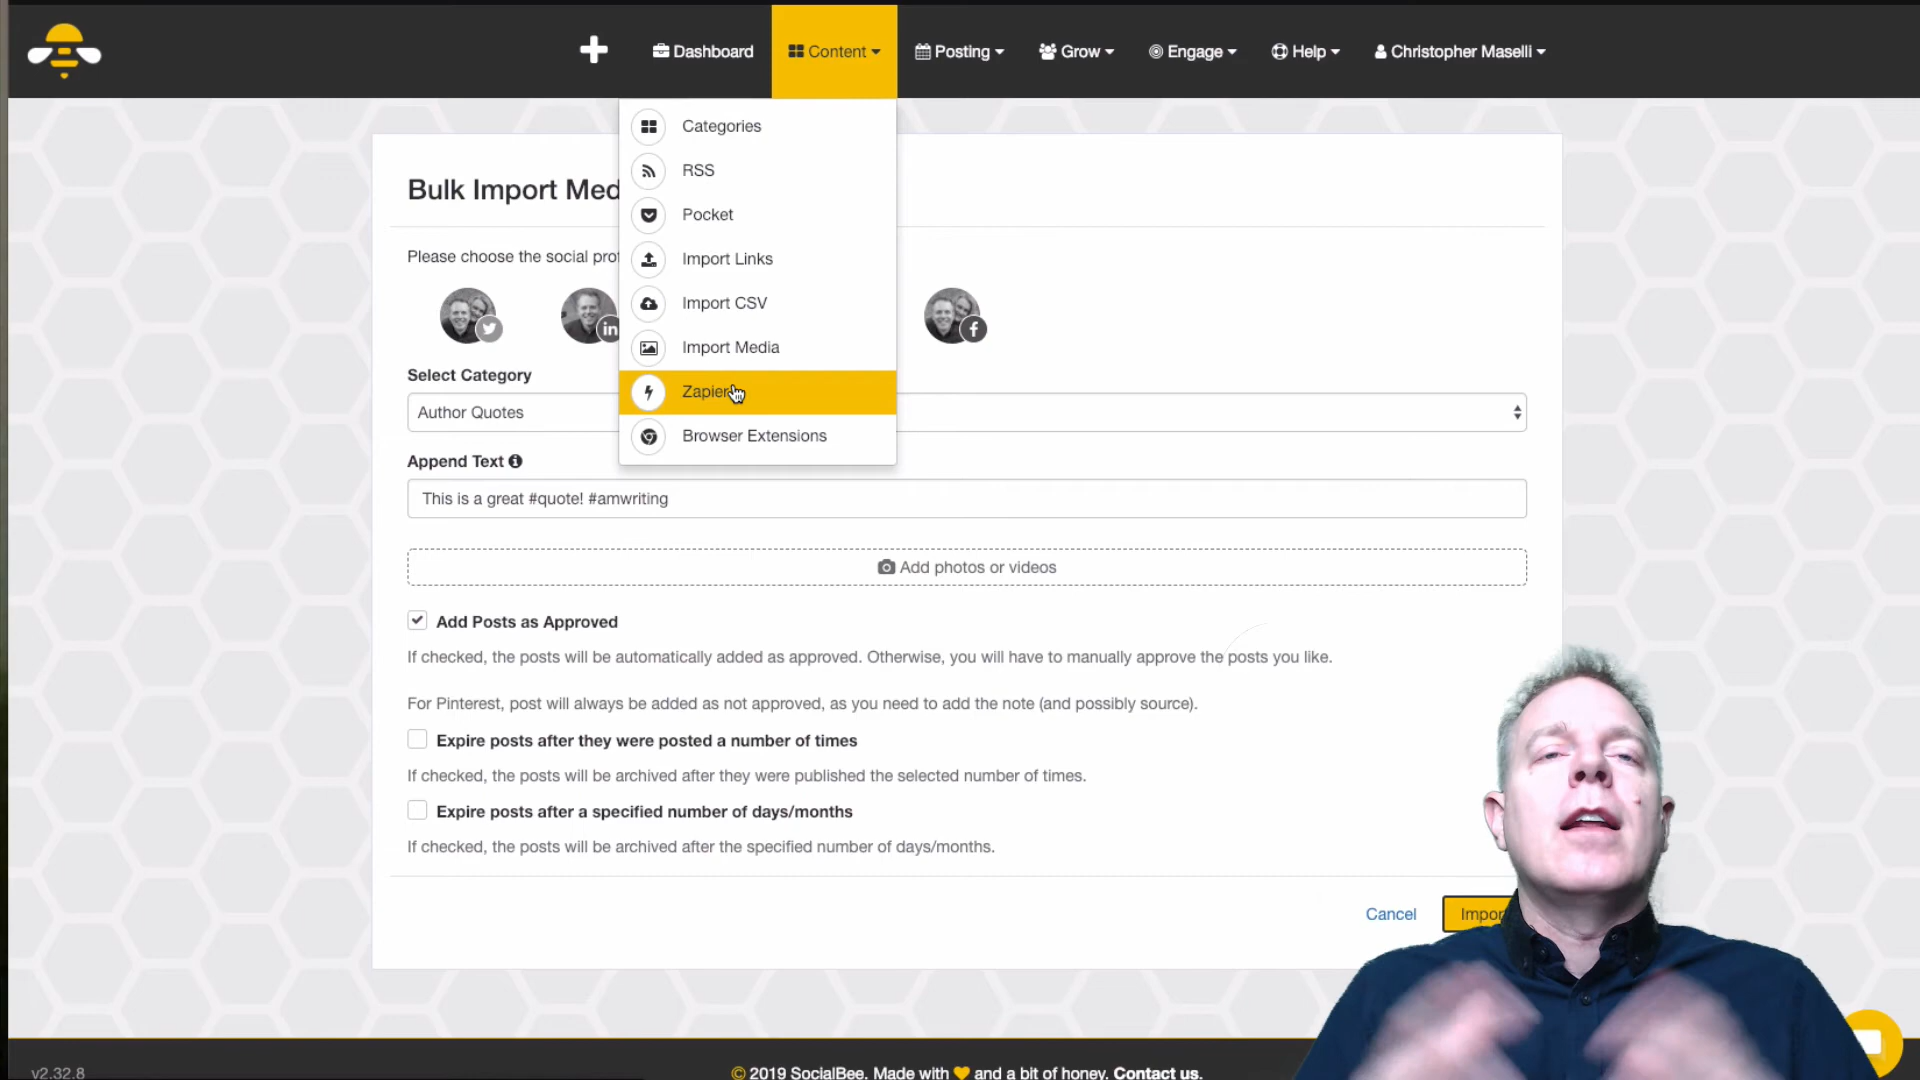 Dashboard Content Posting Grow Engage Help Christopher Maselli
Categories
RSS
Pocket
Import Links
Import CSV
Import Media
Zapier
Browser Extensions
Bulk Import Med
Please choose the social prof
in
f
Select Category
Author Quotes
Append Text
This is a great #quote! #amwriting
Add photos or videos
Add Posts as Approved
If checked, the posts will be automatically added as approved. Otherwise, you will have to manually approve the posts you like.
For Pinterest, post will always be added as not approved, as you need to add the note (and possibly source).
Expire posts after they were posted a number of times
If checked, the posts will be archived after they were published the selected number of times.
Expire posts after a specified number of days/months
If checked, the posts will be archived after the specified number of days/months.
Cancel Impor
v2.32.8
© 2019 SocialBee. Made with and a bit of honey. Contact us.